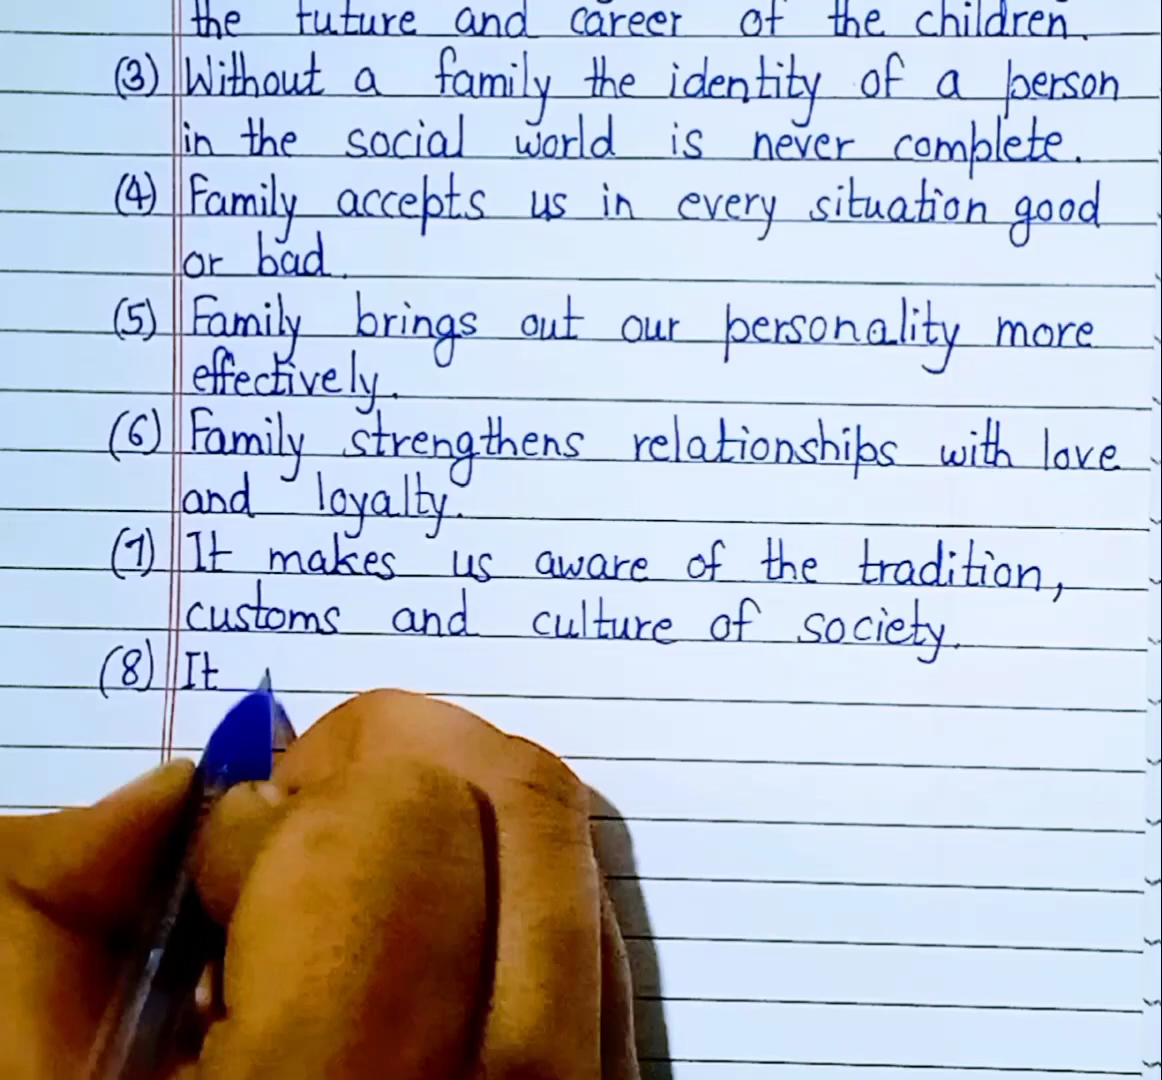 the future and career of the children.
(3) Without a family the identity of a person
in the social world is never complete.
(4) Family accepts us in every situation good
or bad.
(5) Family brings out our personality more
effectively.
(6) Family strengthens relationships with love
and loyalty.
(7) It makes us aware of the tradition,
customs and culture of society.
(8) It